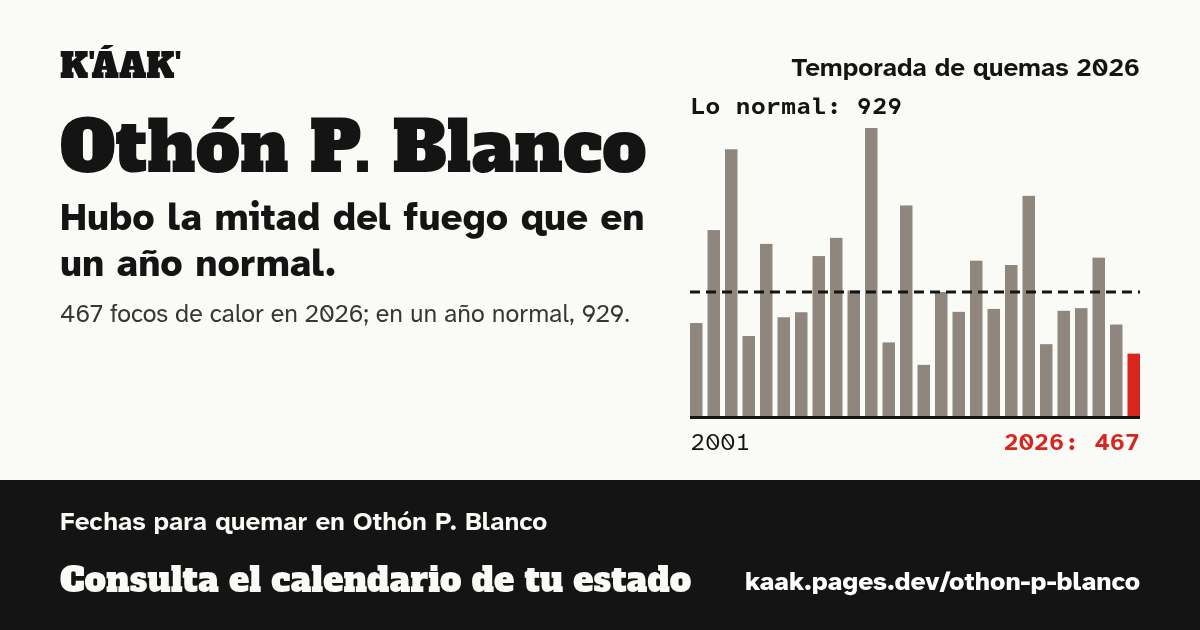 K'ÁAK'
Othón P. Blanco
Hubo la mitad del fuego que en
un año normal.
467 focos de calor en 2026; en un año normal, 929.
Temporada de quemas 2026
Lo normal: 929
2001
2026: 467
Fechas para quemar en Othón P. Blanco
Consulta el calendario de tu estado
kaak.pages.dev/othon-p-blanco